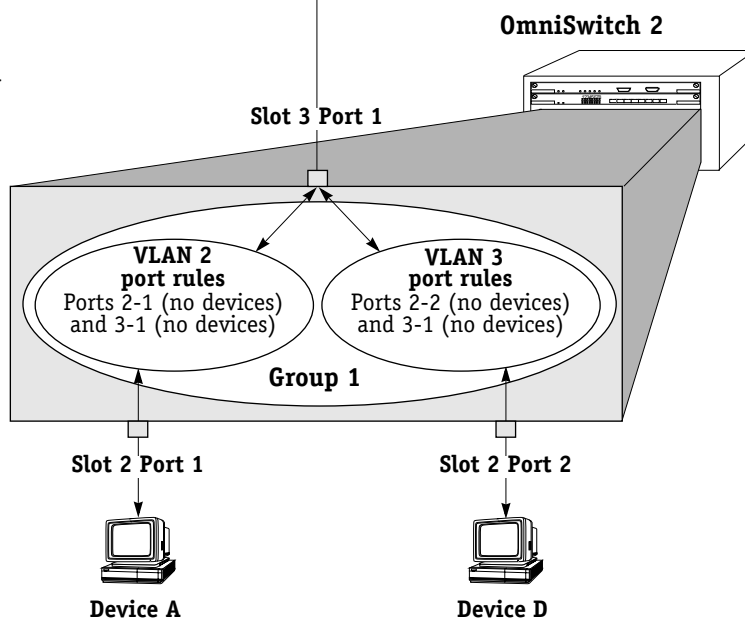 OmniSwitch 2
Slot 3 Port 1
VLAN 2
port rules
Ports 2-1 (no devices)
and 3-1 (no devices)
VLAN 3
port rules
Ports 2-2 (no devices)
and 3-1 (no devices)
Group 1
Slot 2 Port 1
Slot 2 Port 2
Device A
Device D